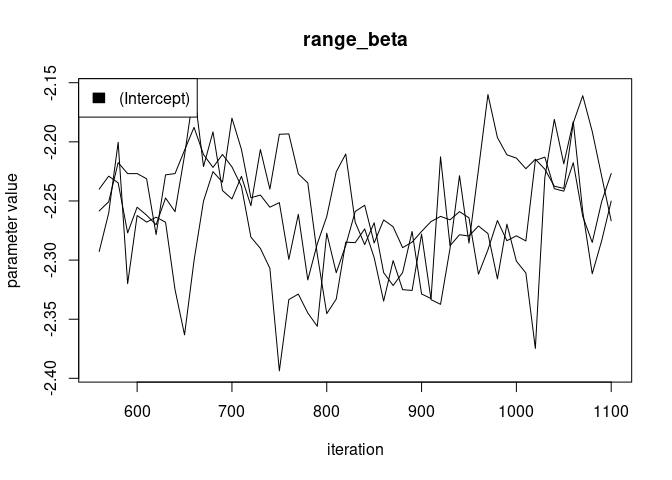 range_beta
(Intercept)
parameter value
-2.15
-2.20
-2.25
-2.30
-2.35
-2.40
600 700 800 900 1000 1100
iteration